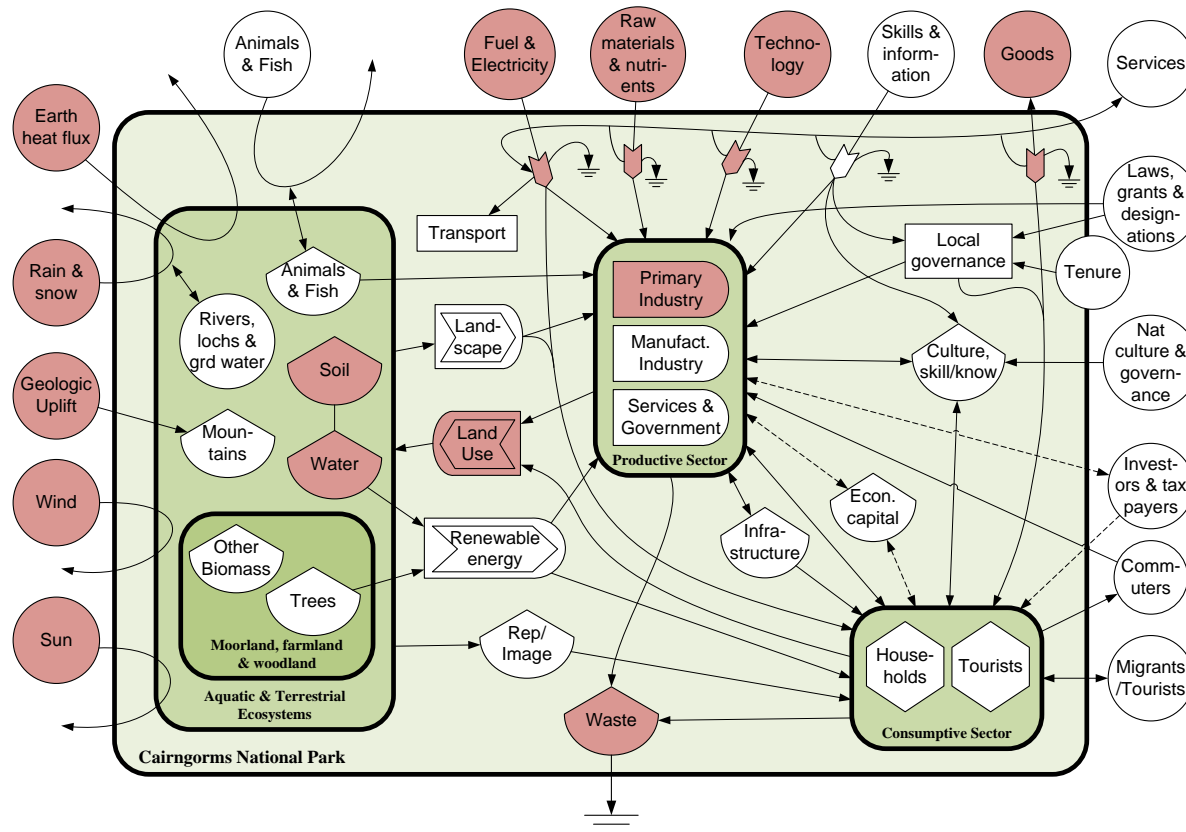 Animals
& Fish
Fuel &
Electricity
Raw
materials
& nutri-
ents
Techno-
logy
Skills &
inform-
ation
Goods
Services
Earth
heat flux
Laws,
grants &
design-
ations
Transport
Local
governance
Tenure
Rain &
snow
Animals
& Fish
Primary
Industry
Rivers,
lochs &
grd water
Land-
scape
Manufact.
Industry
Culture,
skill/know
Nat
culture &
govern-
ance
Soil
Geologic
Uplift
Services &
Government
Moun-
tains
Land
Use
Productive Sector
Water
Invest-
ors & tax
payers
Wind
Econ.
capital
Infra-
structure
Renewable
energy
Other
Biomass
Trees
Comm-
uters
Sun
Moorland, farmland
& woodland
Rep/
Image
House-
holds
Tourists
Migrants
/Tourists
Aquatic & Terrestrial
Ecosystems
Waste
Consumptive Sector
Cairngorms National Park